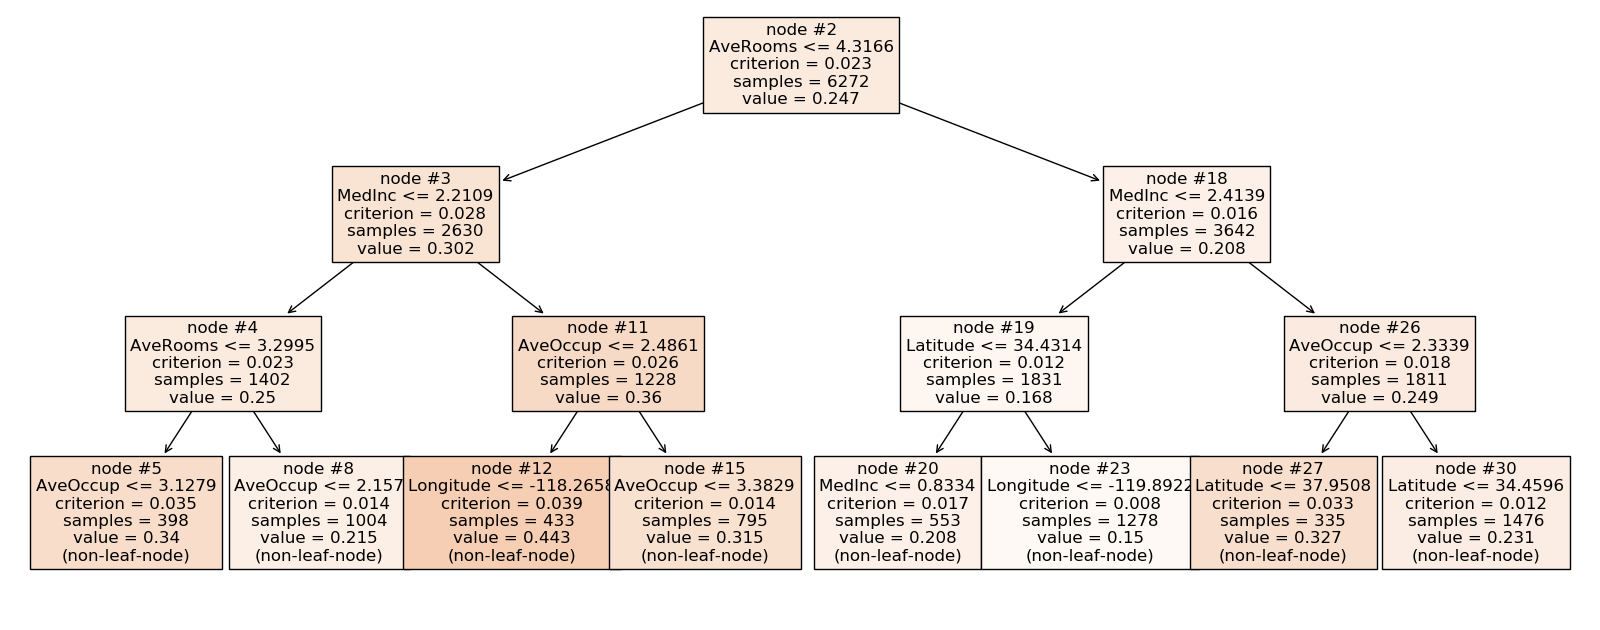 node #2
AveRooms <= 4.3166
criterion = 0.023
samples = 6272
value = 0.247
node #3
MedInc <= 2.2109
criterion = 0.028
samples = 2630
value = 0.302
node #18
MedInc <= 2.4139
criterion = 0.016
samples = 3642
value = 0.208
node #4
AveRooms <= 3.2995
criterion = 0.023
samples = 1402
value = 0.25
node #11
AveOccup <= 2.4861
criterion = 0.026
samples = 1228
value = 0.36
node #19
Latitude <= 34.4314
criterion = 0.012
samples = 1831
value = 0.168
node #26
AveOccup <= 2.3339
criterion = 0.018
samples = 1811
value = 0.249
node #5
AveOccup <= 3.1279
criterion = 0.035
samples = 398
value = 0.34
(non-leaf-node)
node #8
AveOccup <= 2.157
criterion = 0.014
samples = 1004
value = 0.215
(non-leaf-node)
node #12
Longitude <= -118.2658
criterion = 0.039
samples = 433
value = 0.443
(non-leaf-node)
node #15
AveOccup <= 3.3829
criterion = 0.014
samples = 795
value = 0.315
(non-leaf-node)
node #20
MedInc <= 0.8334
criterion = 0.017
samples = 553
value = 0.208
(non-leaf-node)
node #23
Longitude <= -119.8922
criterion = 0.008
samples = 1278
value = 0.15
(non-leaf-node)
node #27
Latitude <= 37.9508
criterion = 0.033
samples = 335
value = 0.327
(non-leaf-node)
node #30
Latitude <= 34.4596
criterion = 0.012
samples = 1476
value = 0.231
(non-leaf-node)